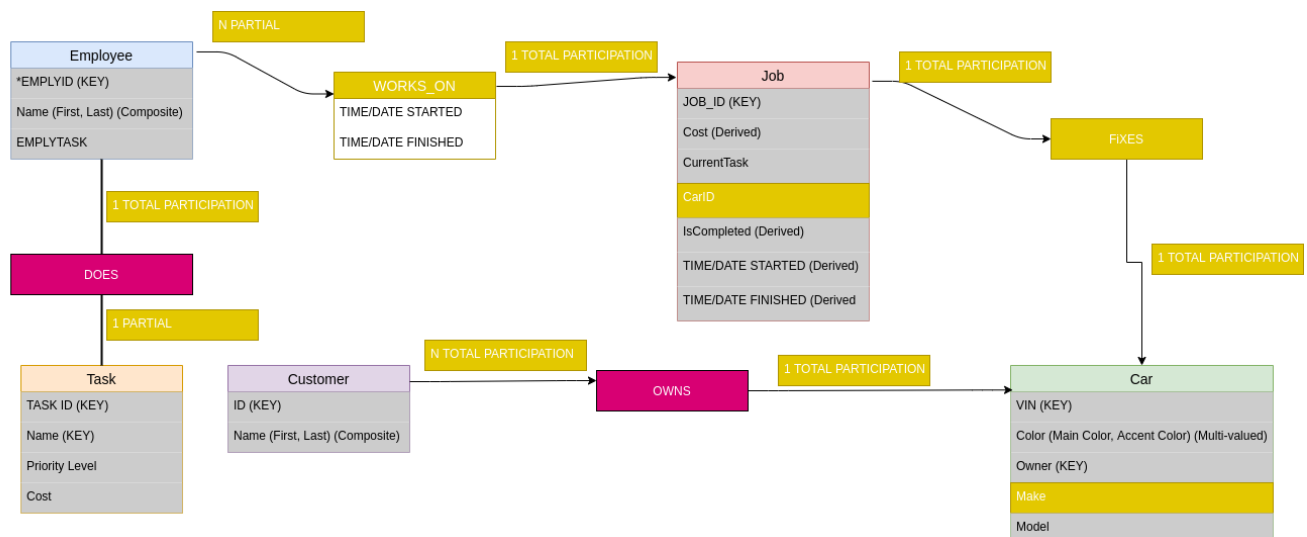 N PARTIAL
Employee
*EMPLYID (KEY)
Name (First, Last) (Composite)
EMPLYTASK
WORKS_ON
TIME/DATE STARTED
TIME/DATE FINISHED
1 TOTAL PARTICIPATION
Job
JOB_ID (KEY)
Cost (Derived)
CurrentTask
CarID
IsCompleted (Derived)
TIME/DATE STARTED (Derived)
TIME/DATE FINISHED (Derived
1 TOTAL PARTICIPATION
FiXES
1 TOTAL PARTICIPATION
1 TOTAL PARTICIPATION
DOES
1 PARTIAL
Task
TASK ID (KEY)
Name (KEY)
Priority Level
Cost
Customer
ID (KEY)
Name (First, Last) (Composite)
N TOTAL PARTICIPATION
OWNS
1 TOTAL PARTICIPATION
Car
VIN (KEY)
Color (Main Color, Accent Color) (Multi-valued)
Owner (KEY)
Make
Model